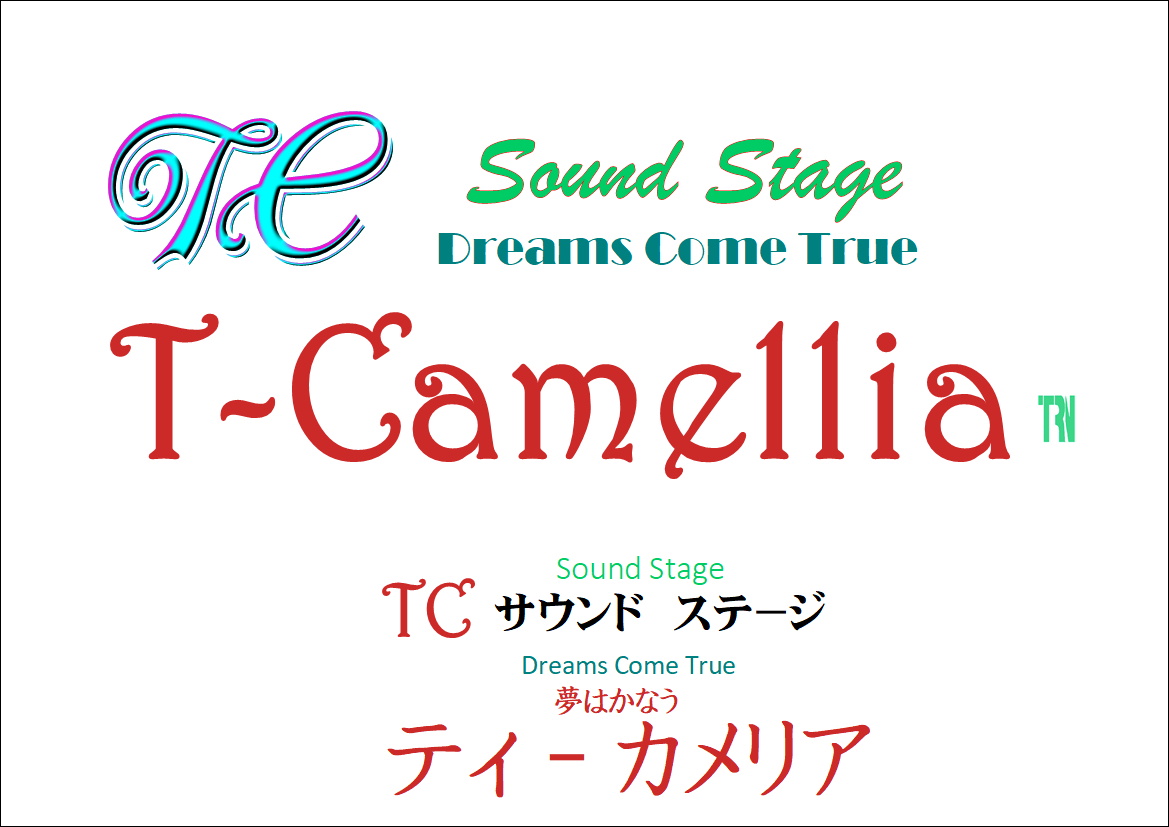 TC Sound Stage
Dreams Come True
T-Camellia TRN
Sound Stage
TC サウンド ステージ
Dreams Come True
夢はかなう
ティ－カメリア